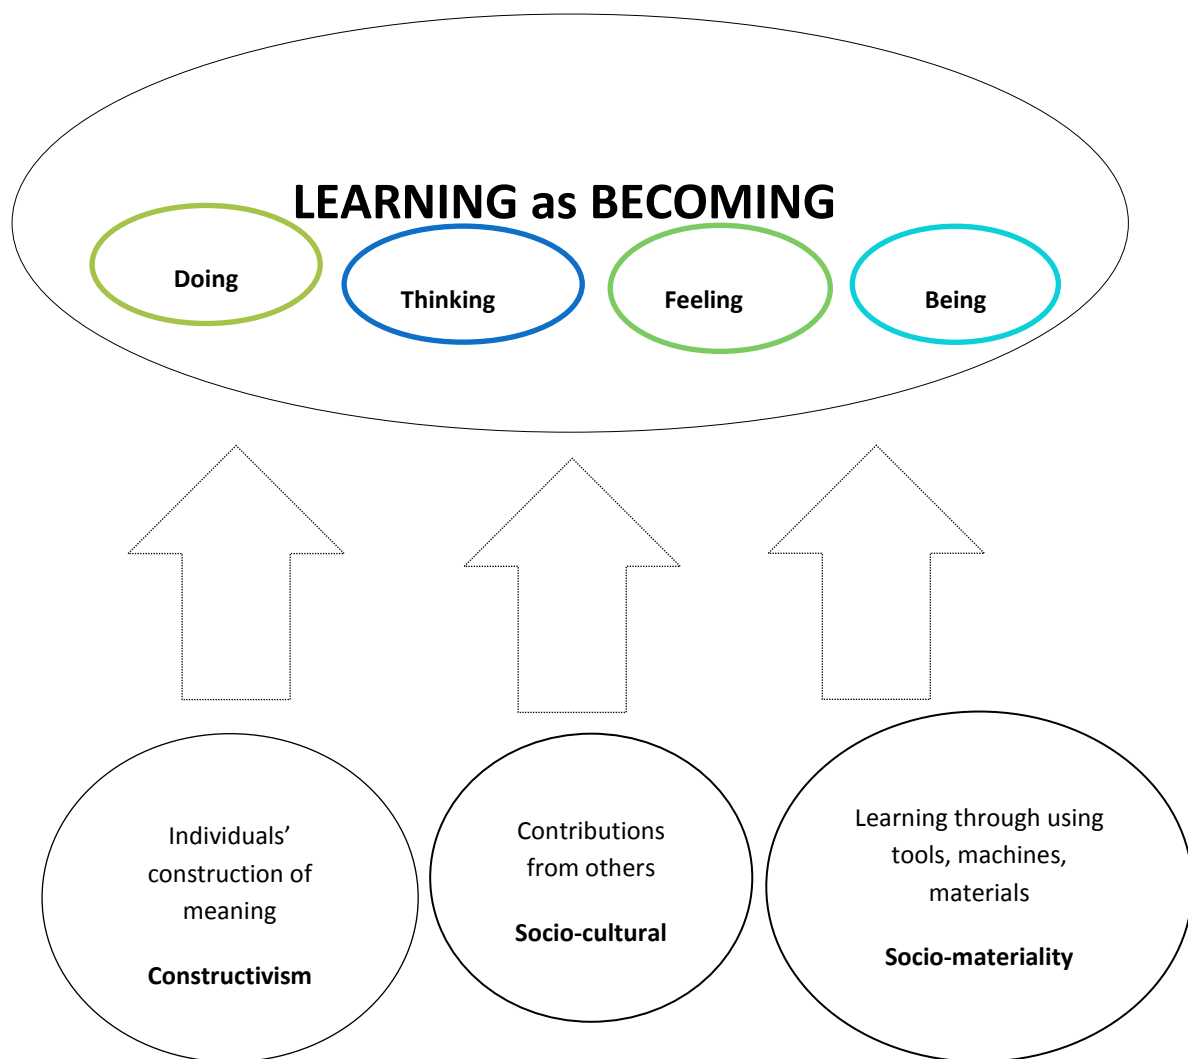 LEARNING as BECOMING
Doing
Thinking
Feeling
Being
Individuals’
construction of
meaning
Constructivism
Contributions
from others
Socio-cultural
Learning through using
tools, machines,
materials
Socio-materiality